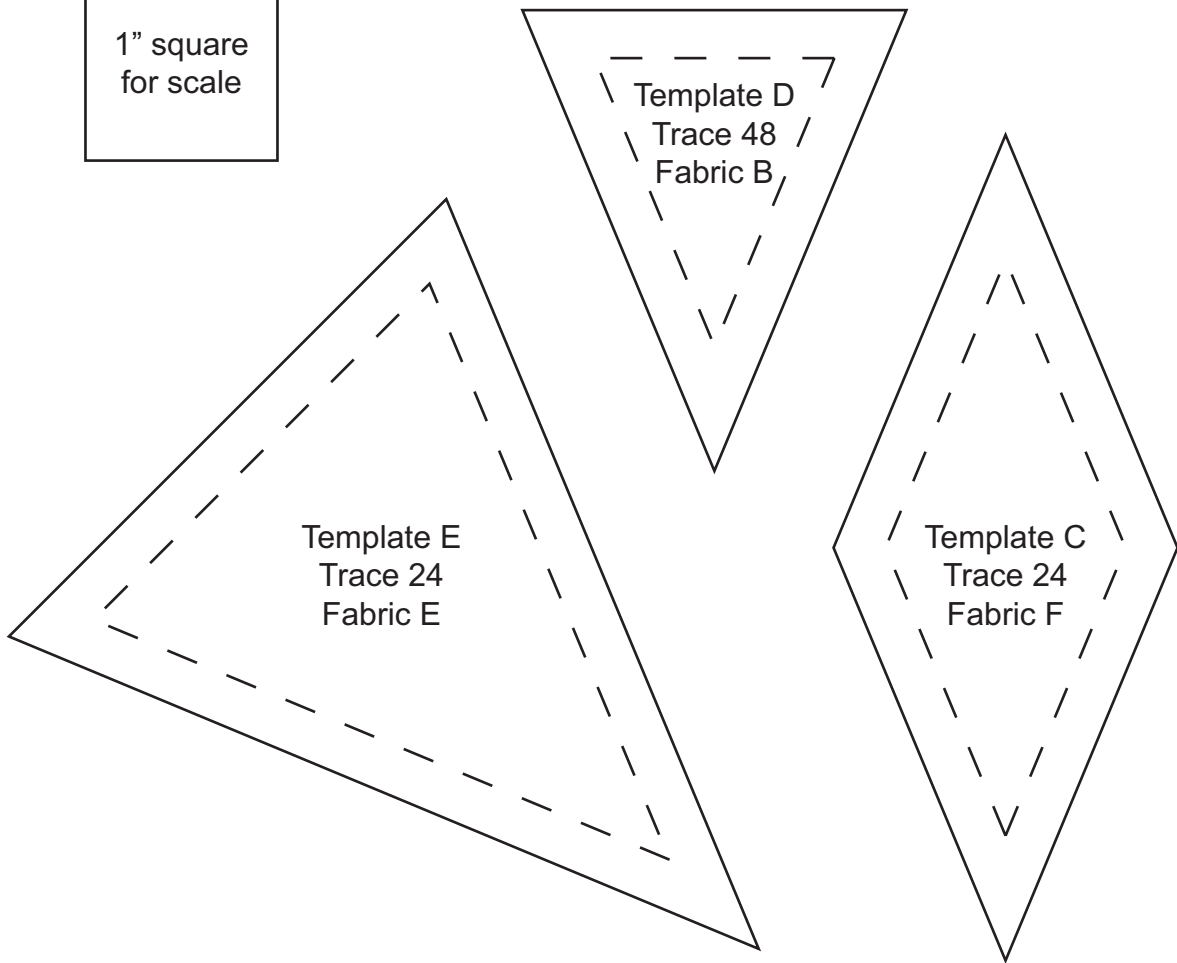 1” square
for scale
Template D
Trace 48
Fabric B
Template E
Trace 24
Fabric E
Template C
Trace 24
Fabric F